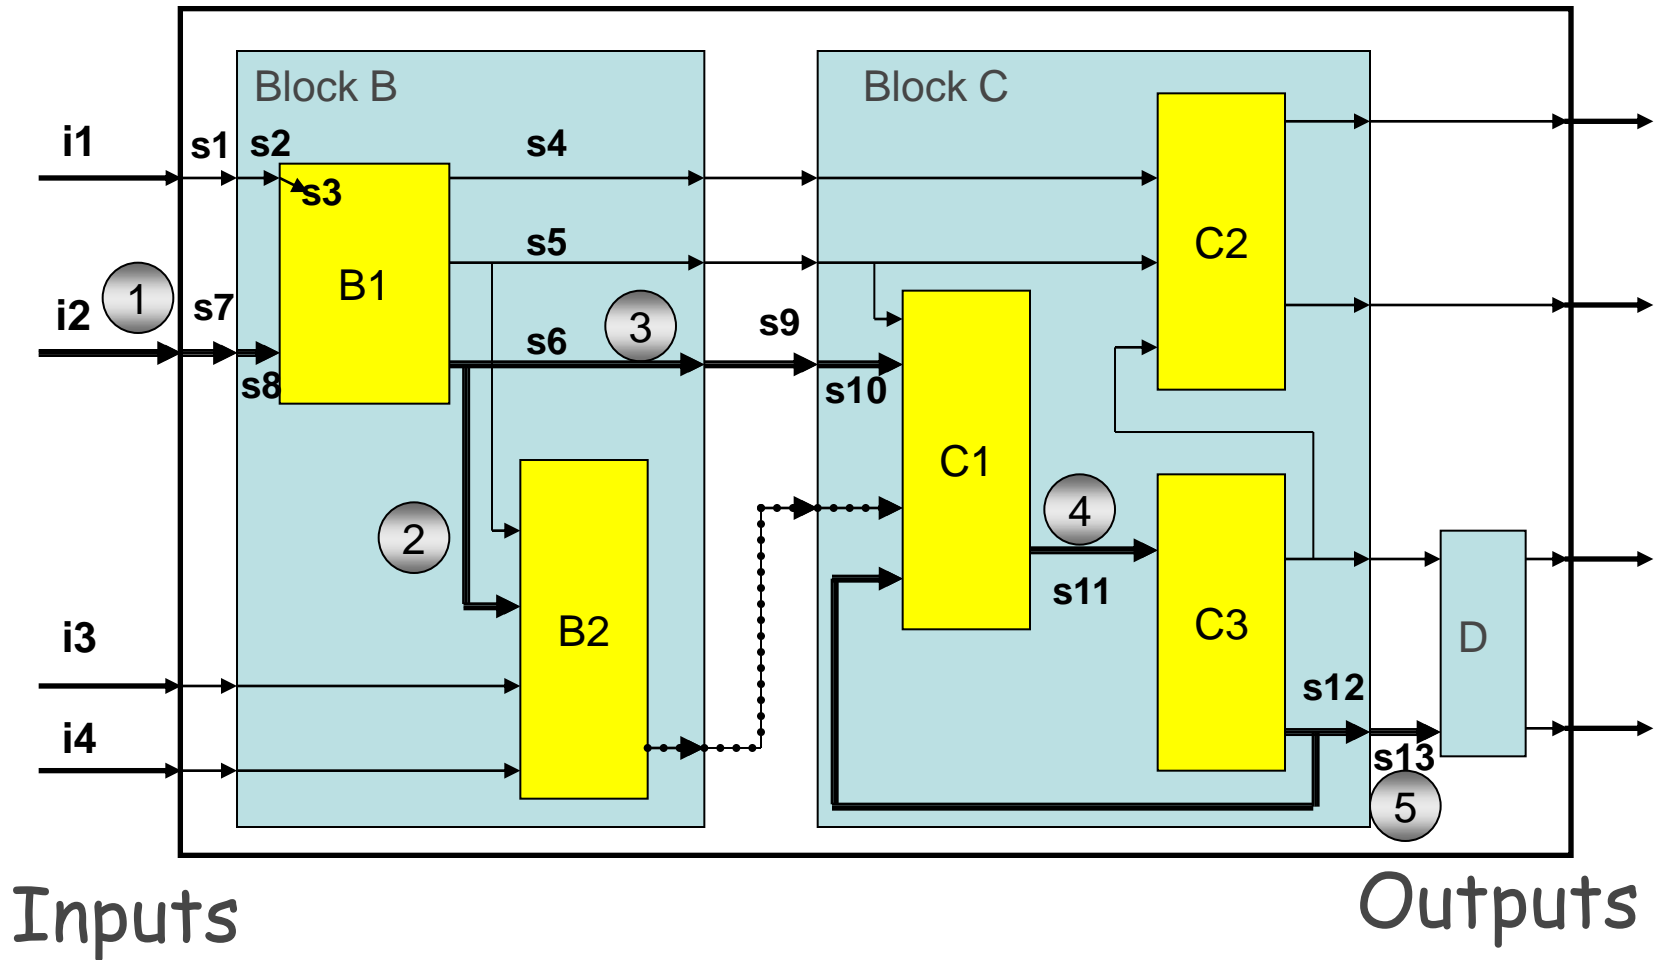 Block B
Block C
i1
s1
s2
s4
s3
s5
C2
B1
1
i2
s7
3
s9
s6
s8
s10
C1
4
2
s11
C3
B2
i3
D
s12
i4
s13
5
Inputs
Outputs